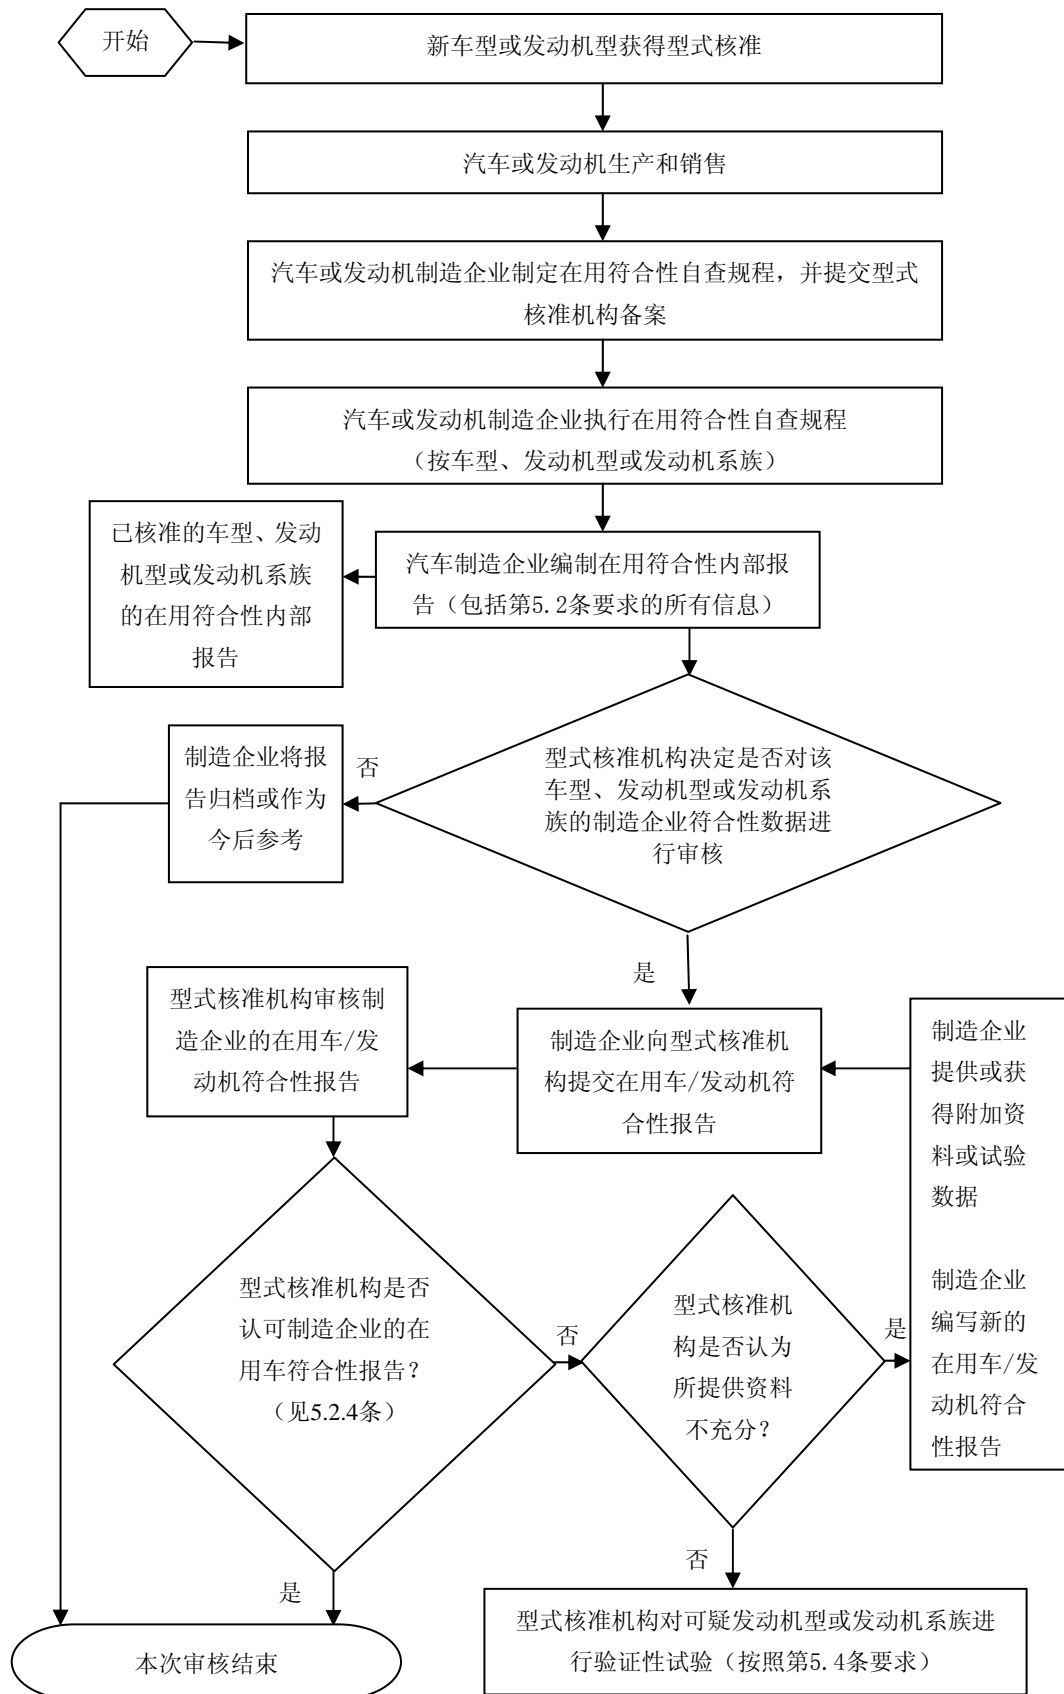 开始
新车型或发动机型获得型式核准
汽车或发动机生产和销售
汽车或发动机制造企业制定在用符合性自查规程，并提交型式
核准机构备案
汽车或发动机制造企业执行在用符合性自查规程
（按车型、发动机型或发动机系族）
已核准的车型、发动
机型或发动机系族
的在用符合性内部
报告
汽车制造企业编制在用符合性内部报
告（包括第5.2条要求的所有信息）
制造企业将报
告归档或作为
今后参考
否
型式核准机构决定是否对该
车型、发动机型或发动机系
族的制造企业符合性数据进
行审核
是
型式核准机构审核制
造企业的在用车/发
动机符合性报告
制造企业向型式核准机
构提交在用车/发动机符
合性报告
制造企业
提供或获
得附加资
料或试验
数据
制造企业
编写新的
在用车/发
动机符合
性报告
型式核准机构是否
认可制造企业的在
用车符合性报告？
（见5.2.4条）
否
型式核准机
构是否认为
所提供资料
不充分？
是
否
是
型式核准机构对可疑发动机型或发动机系族进
行验证性试验（按照第5.4条要求）
本次审核结束